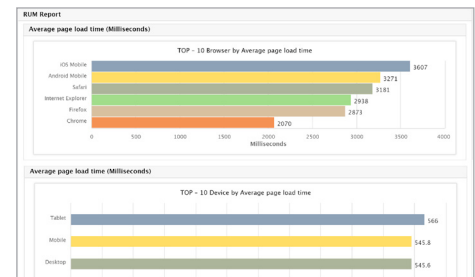 RUM Report
Average page load time (Milliseconds)
TOP - 10 Browser by Average page load time
iOS Mobile 3607
Android Mobile 3271
Safari 3181
Internet Explorer 2938
Firefox 2873
Chrome 2070
0 500 1000 1500 2000 2500 3000 3500 4000
Milliseconds
Average page load time (Milliseconds)
TOP - 10 Device by Average page load time
Tablet 566
Mobile 545.8
Desktop 545.6